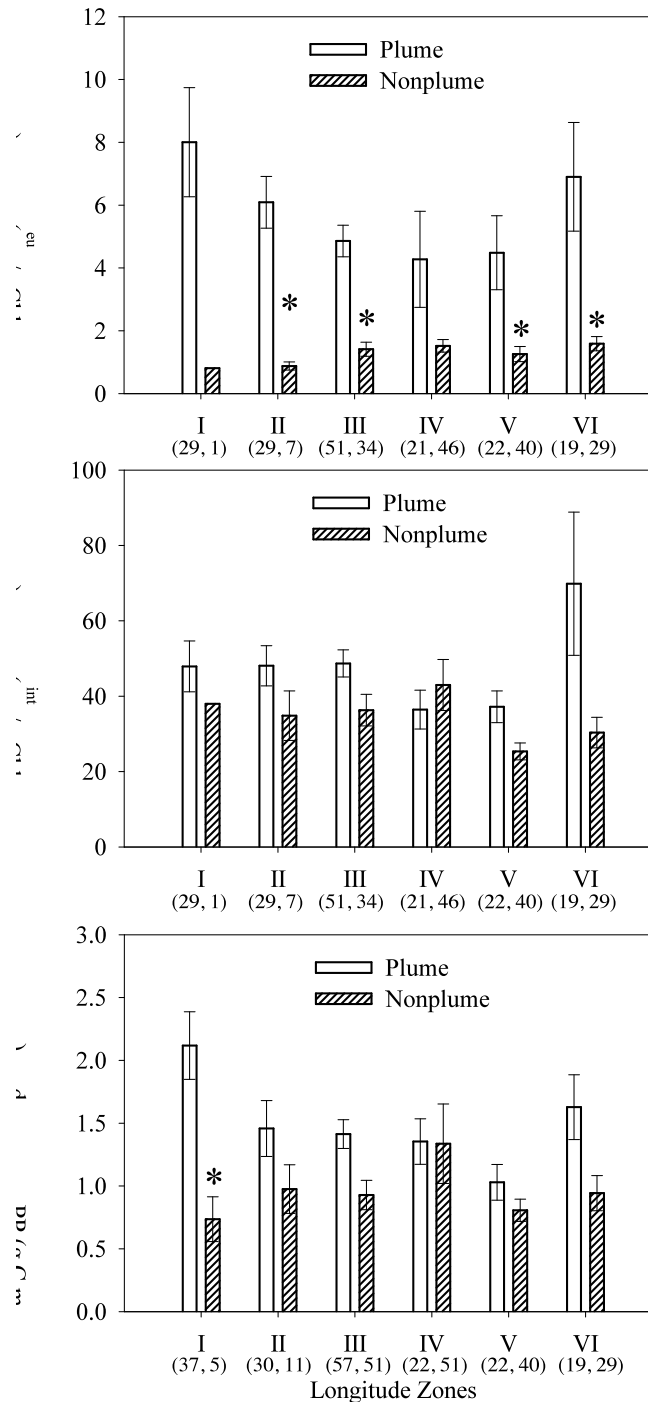 12
Plume
Nonplume
10
8
6
4
2
0
*
*
*
*
I II III IV V VI
(29, 1) (29, 7) (51, 34) (21, 46) (22, 40) (19, 29)
eu
100
Plume
Nonplume
80
60
40
20
0
I II III IV V VI
(29, 1) (29, 7) (51, 34) (21, 46) (22, 40) (19, 29)
int
3.0
Plume
Nonplume
2.5
2.0
1.5
1.0
0.5
0.0
*
I II III IV V VI
(37, 5) (30, 11) (57, 51) (22, 51) (22, 40) (19, 29)
Longitude Zones